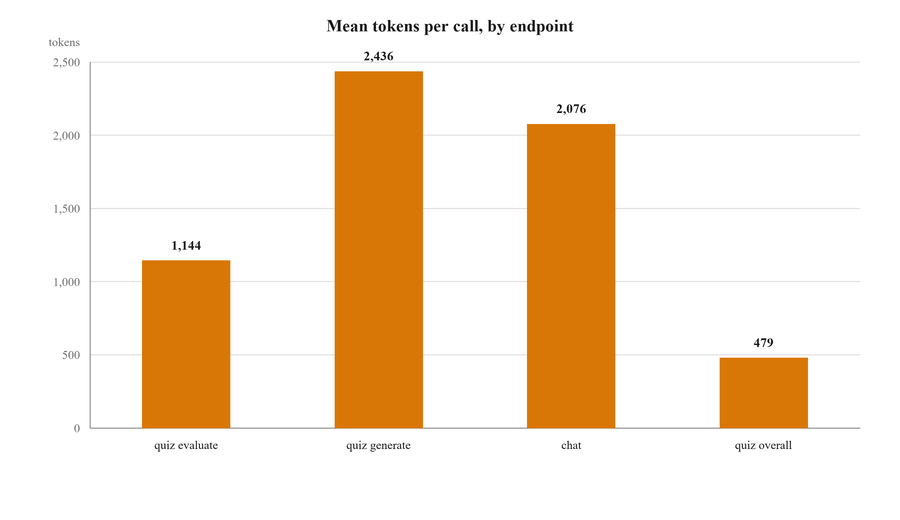 Mean tokens per call, by endpoint
tokens
2,500
2,000
1,500
1,000
500
0
1,144
2,436
2,076
479
quiz evaluate
quiz generate
chat
quiz overall